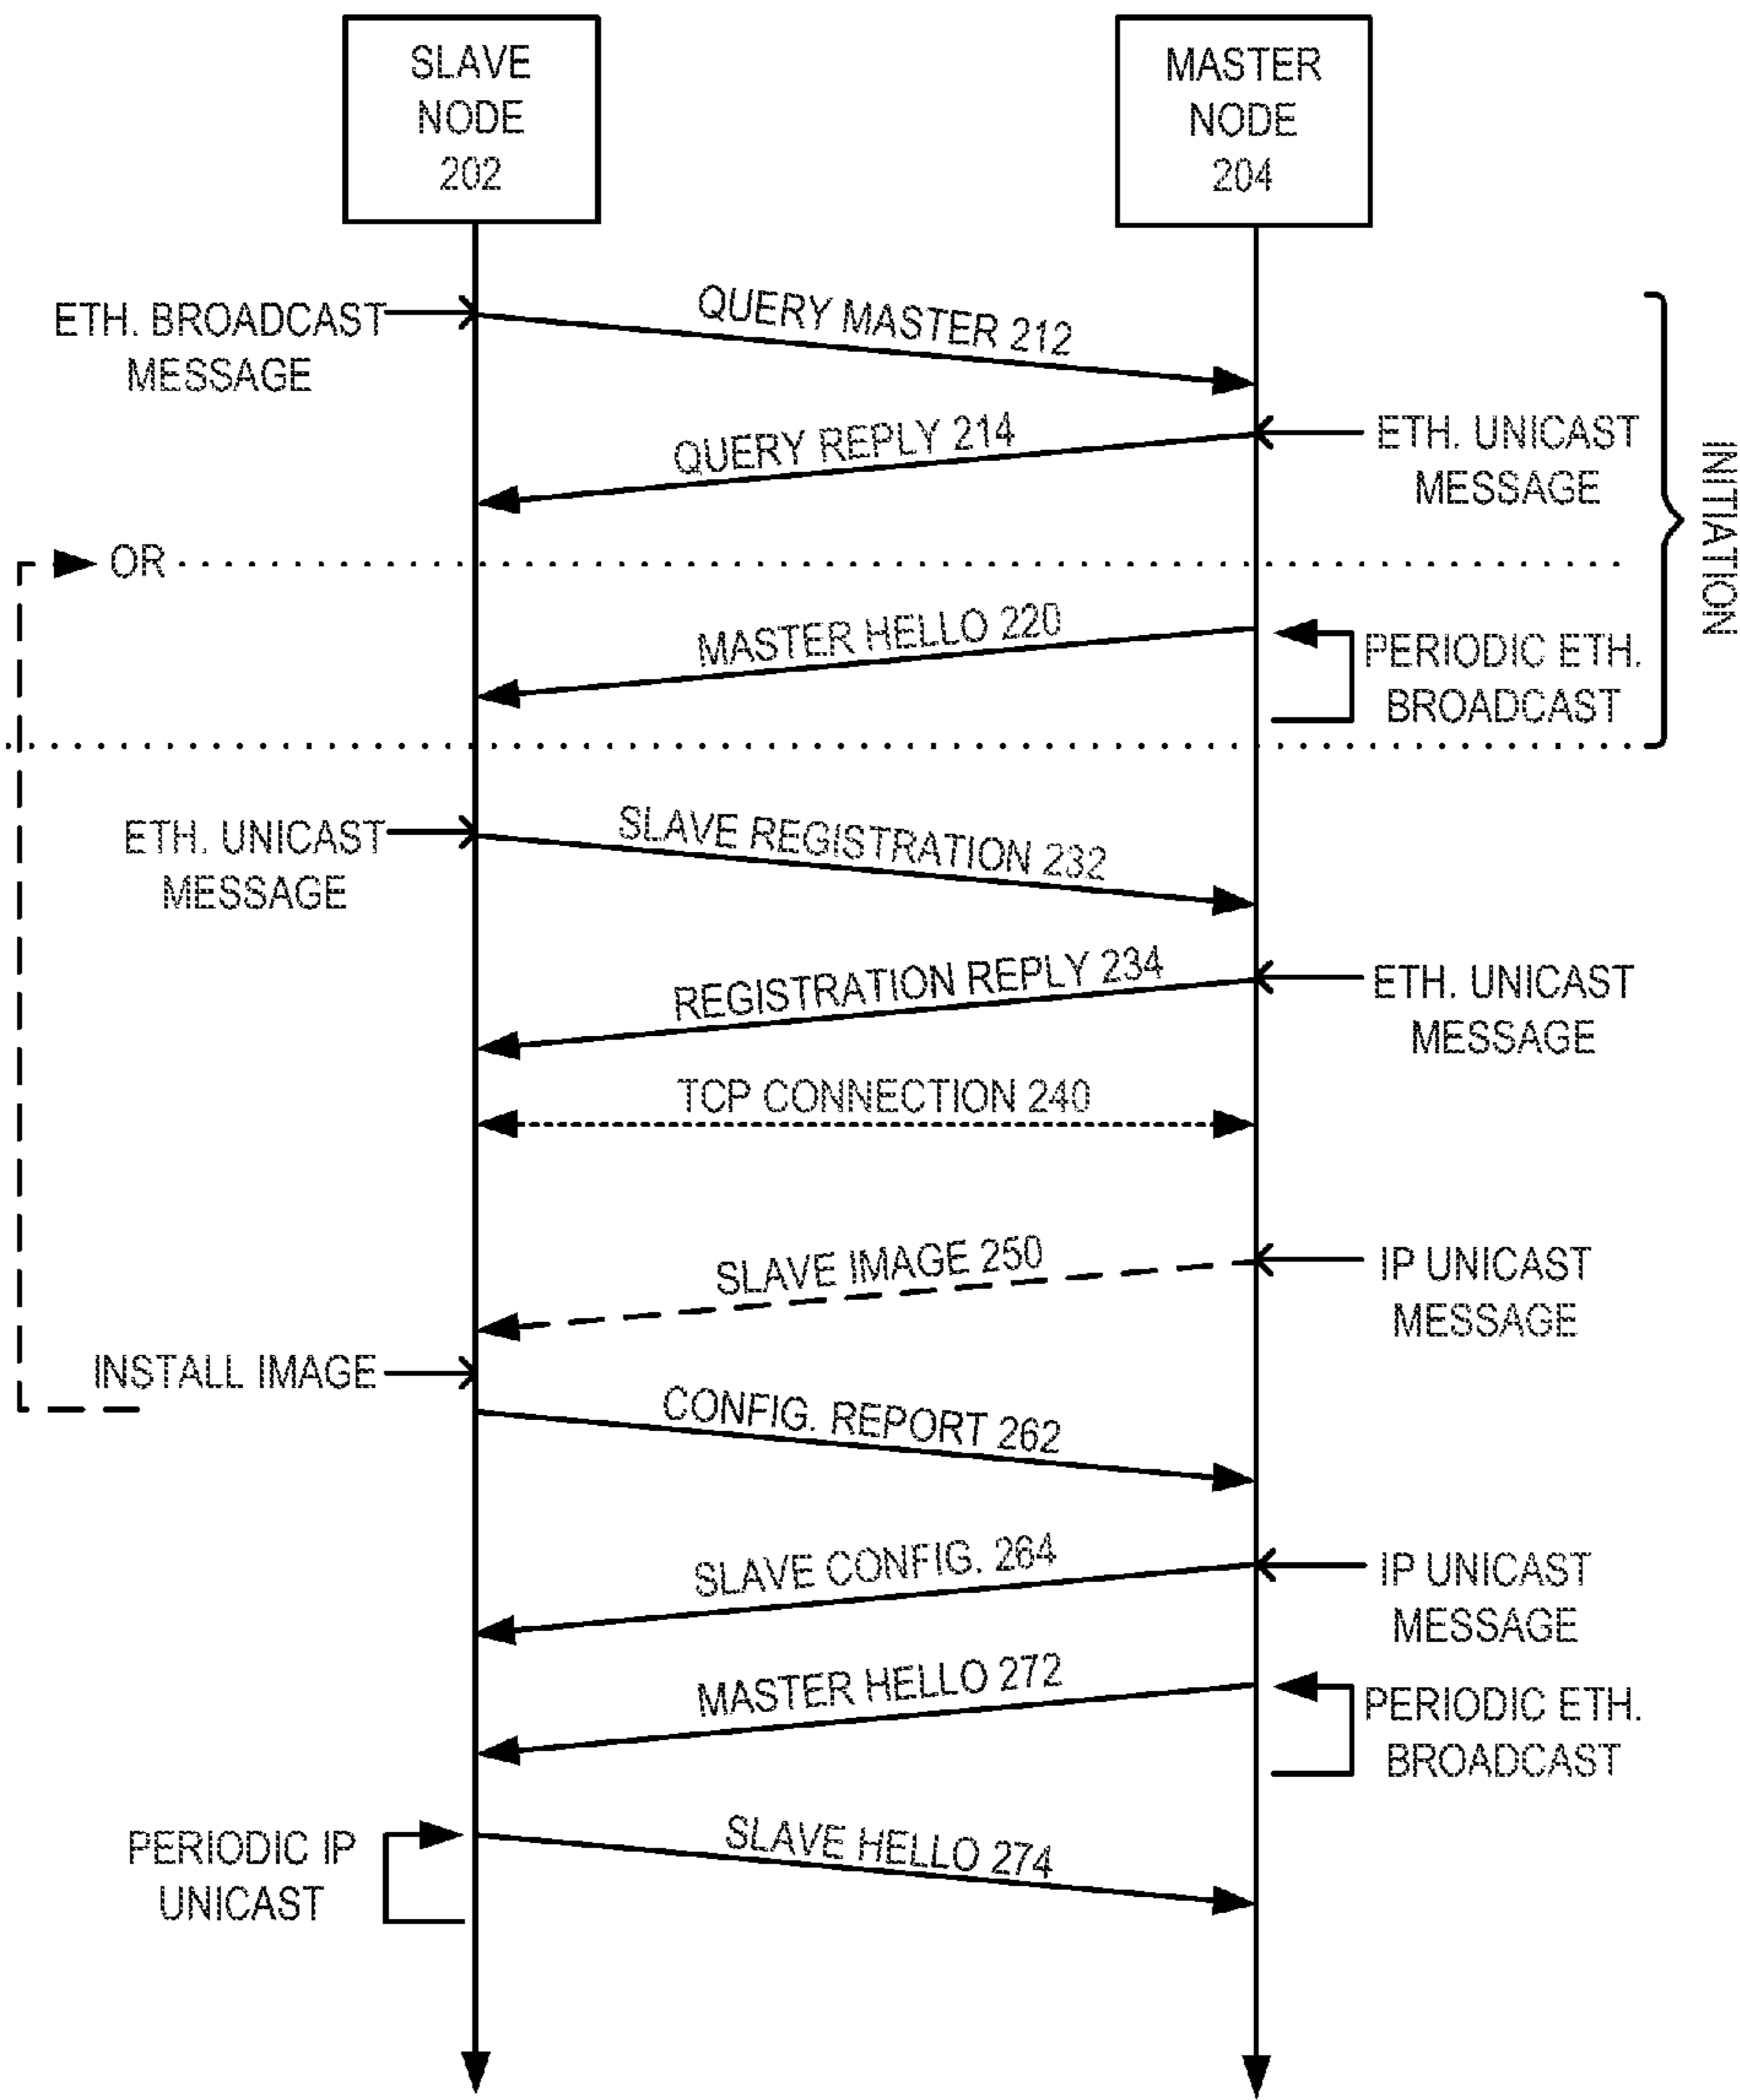 SLAVE
NODE
202
MASTER
NODE
204
ETH. BROADCAST
MESSAGE
QUERY MASTER 212
QUERY REPLY 214
ETH. UNICAST
MESSAGE
INITIATION
OR
MASTER HELLO 220
PERIODIC ETH.
BROADCAST
ETH. UNICAST
MESSAGE
SLAVE REGISTRATION 232
REGISTRATION REPLY 234
ETH. UNICAST
MESSAGE
TCP CONNECTION 240
SLAVE IMAGE 250
IP UNICAST
MESSAGE
INSTALL IMAGE
CONFIG. REPORT 262
SLAVE CONFIG. 264
IP UNICAST
MESSAGE
MASTER HELLO 272
PERIODIC ETH.
BROADCAST
PERIODIC IP
UNICAST
SLAVE HELLO 274